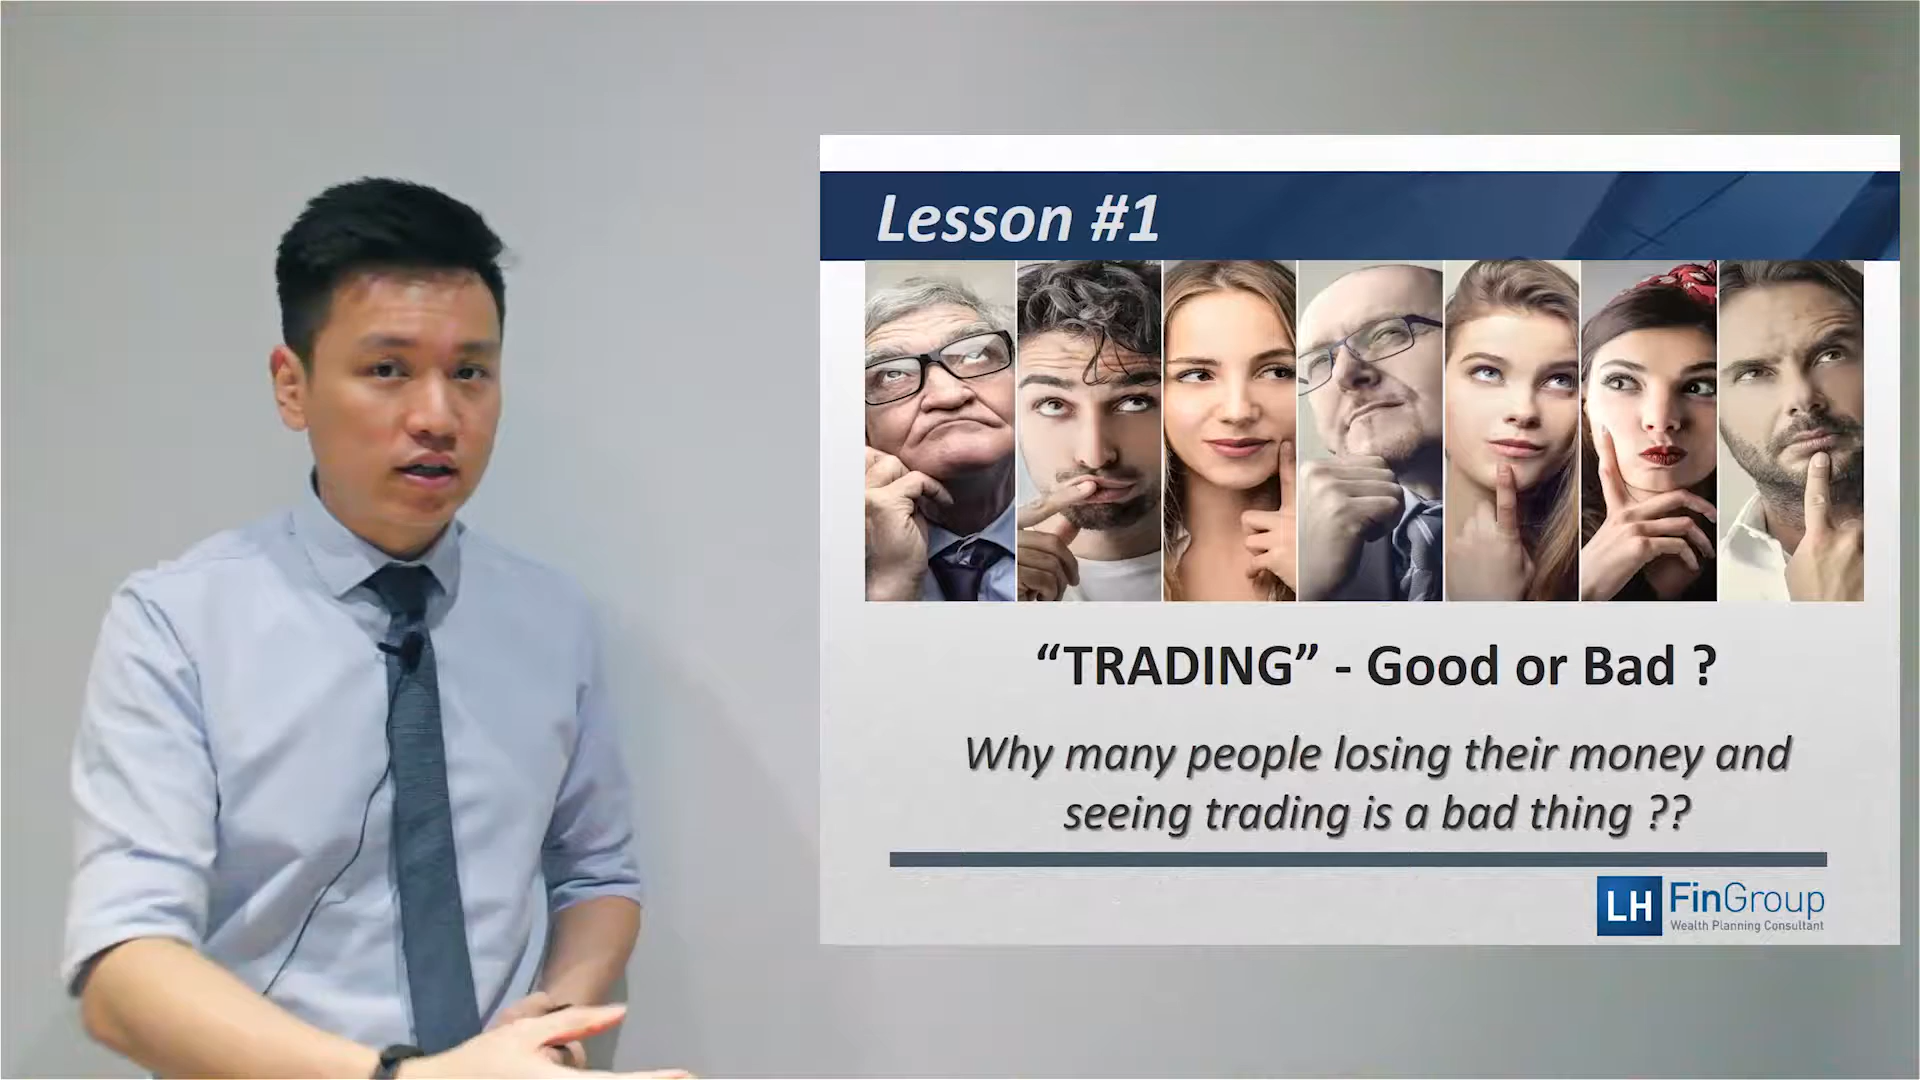 Lesson #1
“TRADING” - Good or Bad ?
Why many people losing their money and
seeing trading is a bad thing ??
LH FinGroup
Wealth Planning Consultant